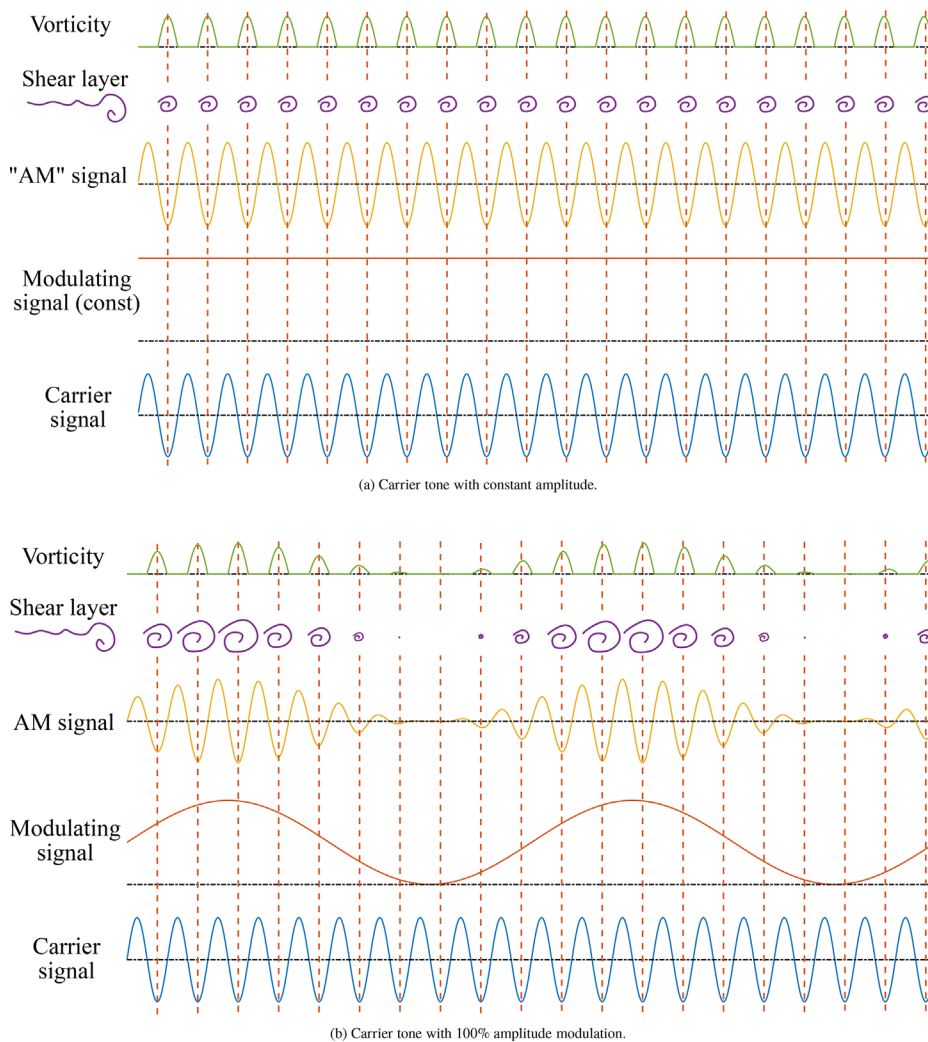 Vorticity
Shear layer
"AM" signal
Modulating
signal (const)
Carrier
signal
(a) Carrier tone with constant amplitude.
Vorticity
Shear layer
AM signal
Modulating
signal
Carrier
signal
(b) Carrier tone with 100% amplitude modulation.